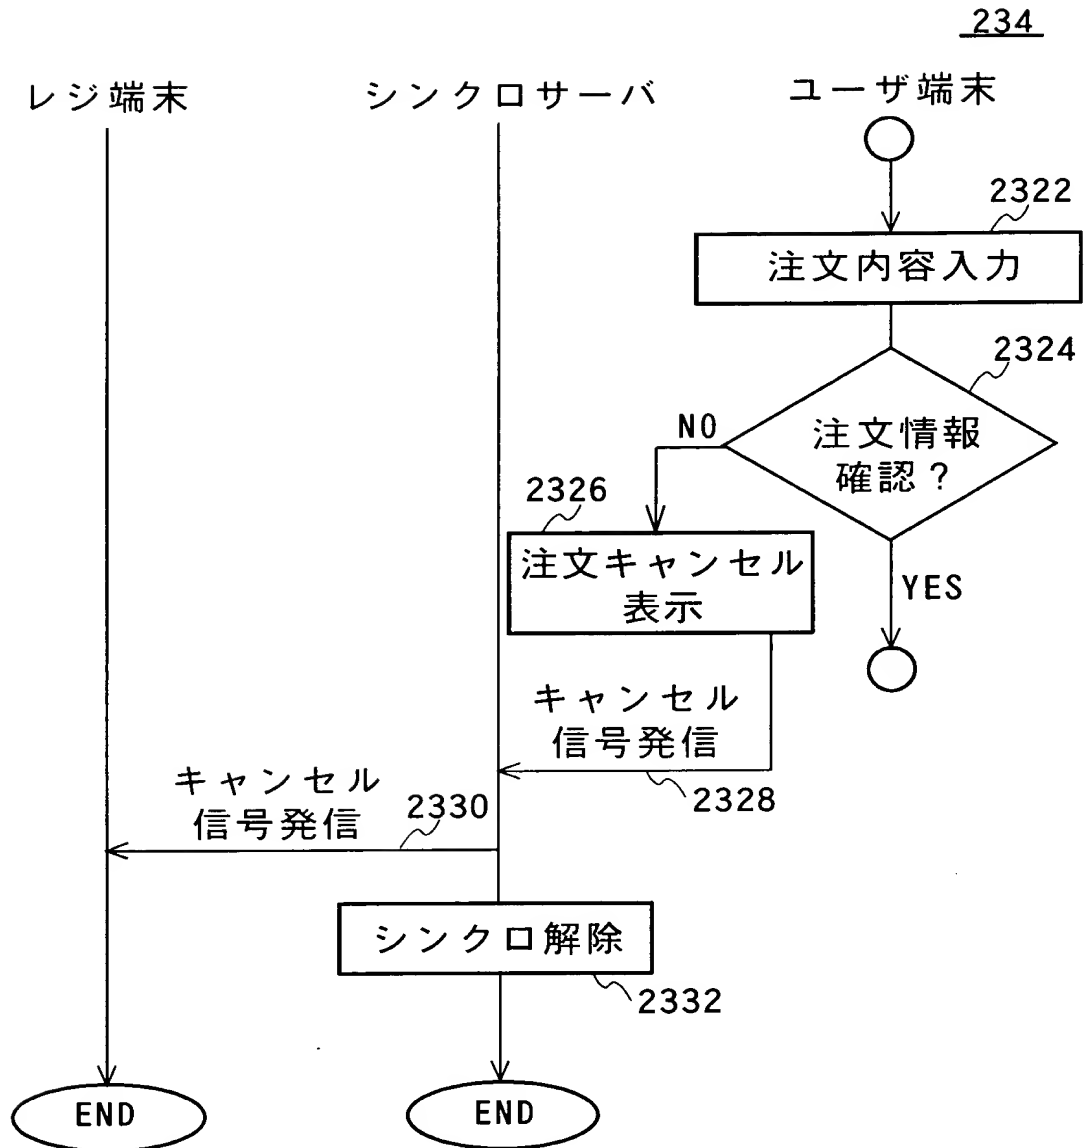 234
レジ端末
シンクロサーバ
ユーザ端末
2322
注文内容入力
2324
注文情報
確認?
NO
2326
注文キャンセル
表示
YES
キャンセル
信号発信
2328
キャンセル
信号発信
2330
シンクロ解除
2332
END
END